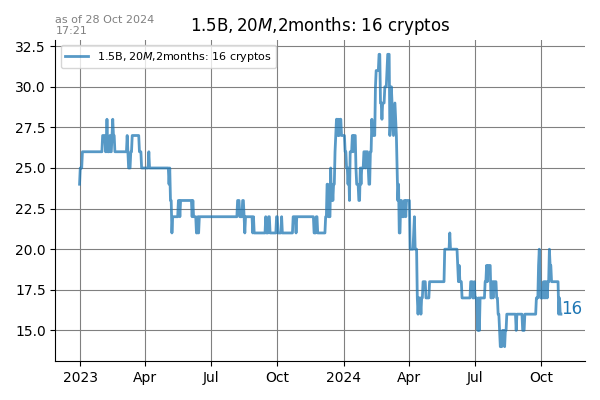 as of 28 Oct 2024
17:21
1.5B, 20M,2months: 16 cryptos
1.5B, 20M,2months: 16 cryptos
32.5
30.0
27.5
25.0
22.5
20.0
17.5
15.0
16
2023
Apr
Jul
Oct
2024
Apr
Jul
Oct